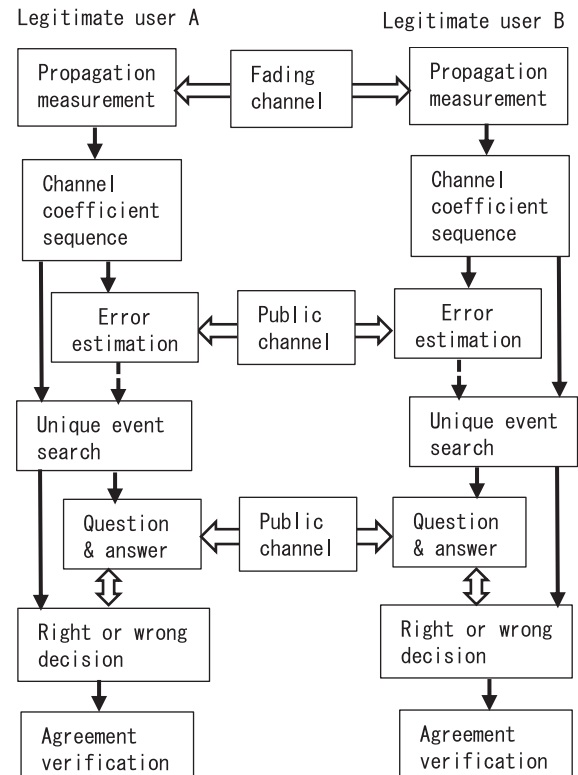 Legitimate user A
Legitimate user B
Propagation
measurement
Fading
channel
Propagation
measurement
Channel
coefficient
sequence
Channel
coefficient
sequence
Error
estimation
Public
channel
Error
estimation
Unique event
search
Unique event
search
Question
& answer
Public
channel
Question
& answer
Right or wrong
decision
Right or wrong
decision
Agreement
verification
Agreement
verification